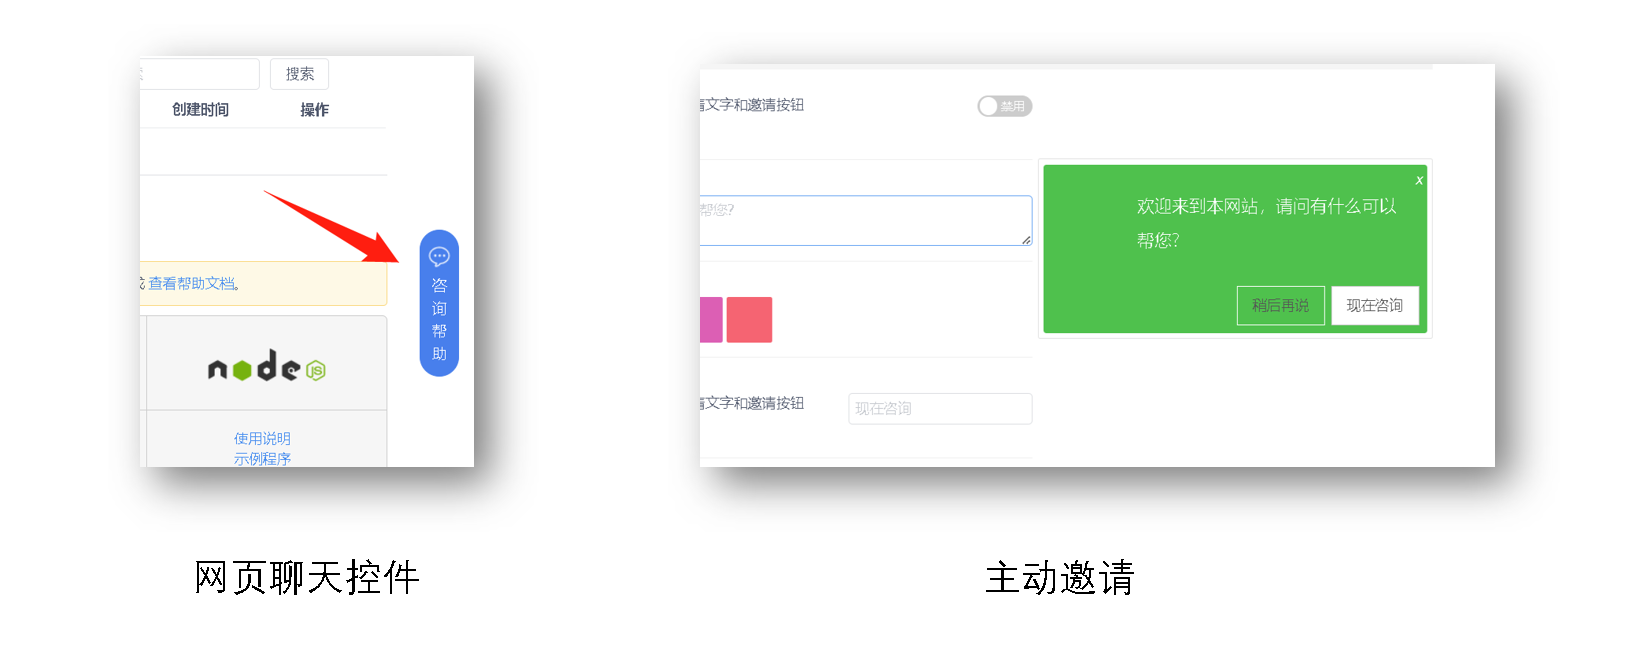 搜索
创建时间 操作
查看帮助文档。
咨询帮助
node
JS
使用说明
示例程序
网页聊天控件
文字和邀请按钮
禁用
帮您?
文字和邀请按钮
现在咨询
x
欢迎来到本网站，请问有什么可以
帮您?
稍后再说 现在咨询
主动邀请